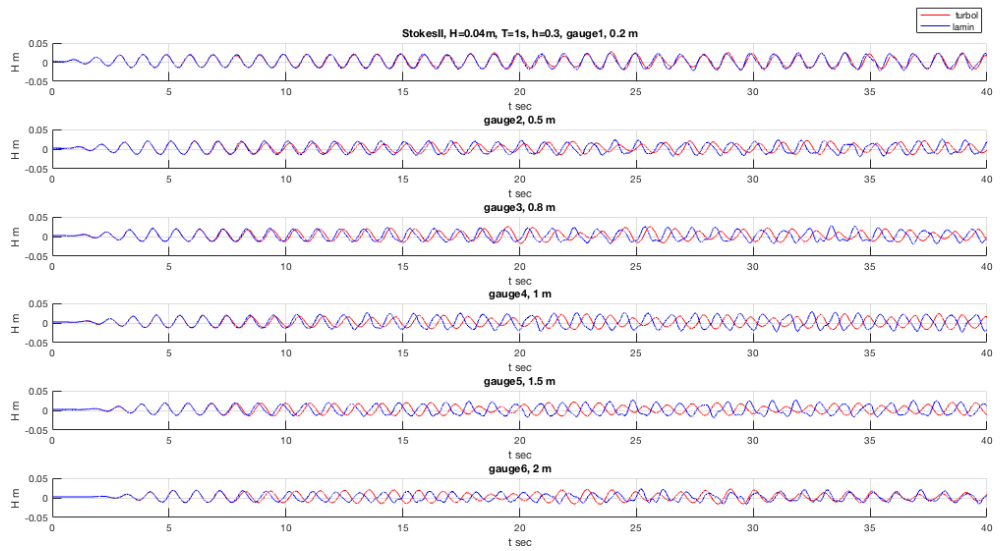 turbol
lamin
StokesII, H=0.04m, T=1s, h=0.3, gauge1, 0.2 m
H m
0.05
0
-0.05
0 5 10 15 20 25 30 35 40
t sec
gauge2, 0.5 m
H m
0.05
0
-0.05
0 5 10 15 20 25 30 35 40
t sec
gauge3, 0.8 m
H m
0.05
0
-0.05
0 5 10 15 20 25 30 35 40
t sec
gauge4, 1 m
H m
0.05
0
-0.05
0 5 10 15 20 25 30 35 40
t sec
gauge5, 1.5 m
H m
0.05
0
-0.05
0 5 10 15 20 25 30 35 40
t sec
gauge6, 2 m
H m
0.05
0
-0.05
0 5 10 15 20 25 30 35 40
t sec